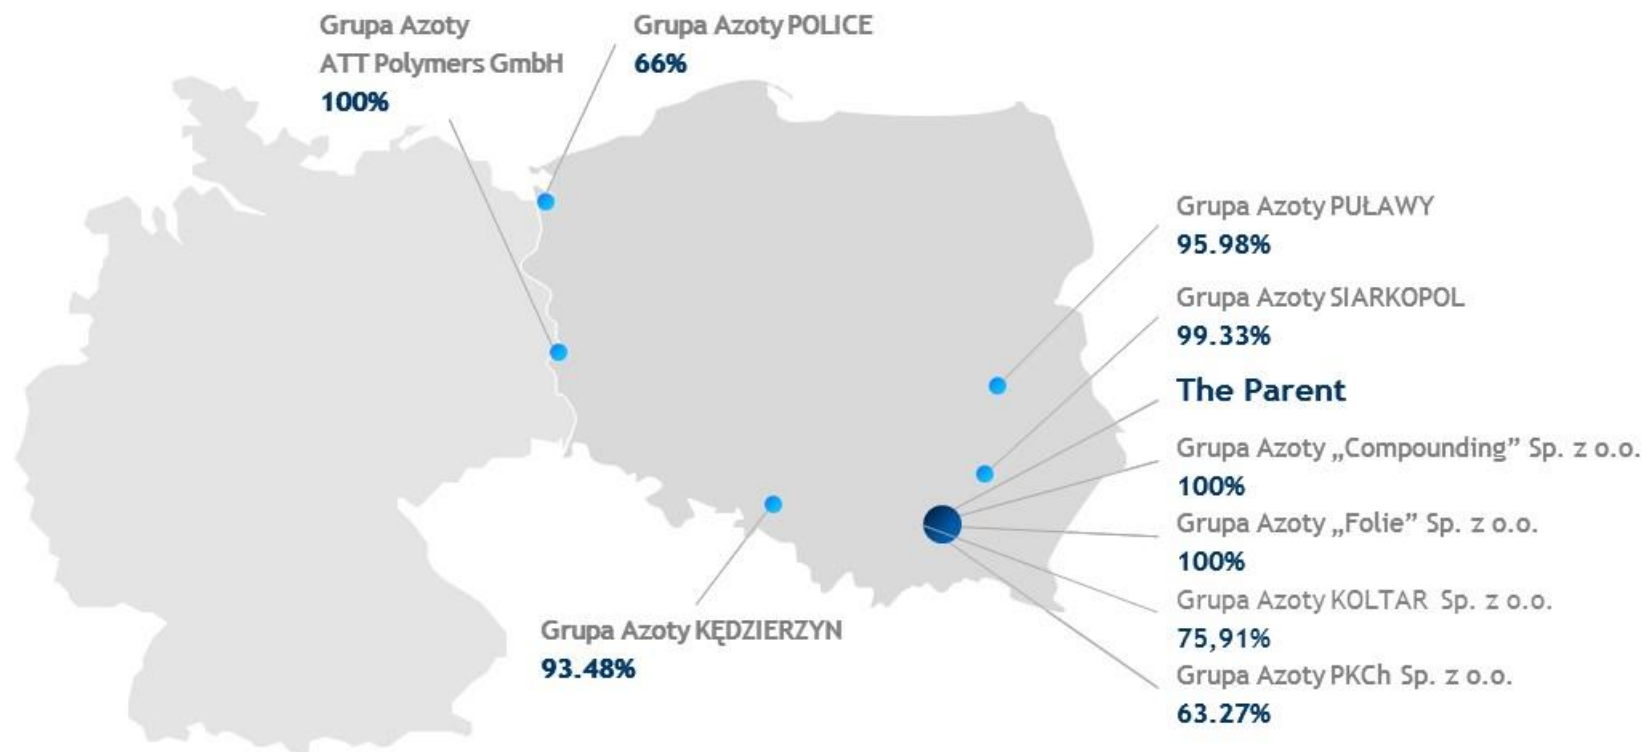 Grupa Azoty
ATT Polymers GmbH
100%
Grupa Azoty POLICE
66%
Grupa Azoty PUŁAWY
95.98%
Grupa Azoty SIARKOPOL
99.33%
The Parent
Grupa Azoty „Compounding” Sp. z o.o.
100%
Grupa Azoty „Folie” Sp. z o.o.
100%
Grupa Azoty KOLTAR Sp. z o.o.
75,91%
Grupa Azoty PKCh Sp. z o.o.
63.27%
Grupa Azoty KĘDZIERZYN
93.48%